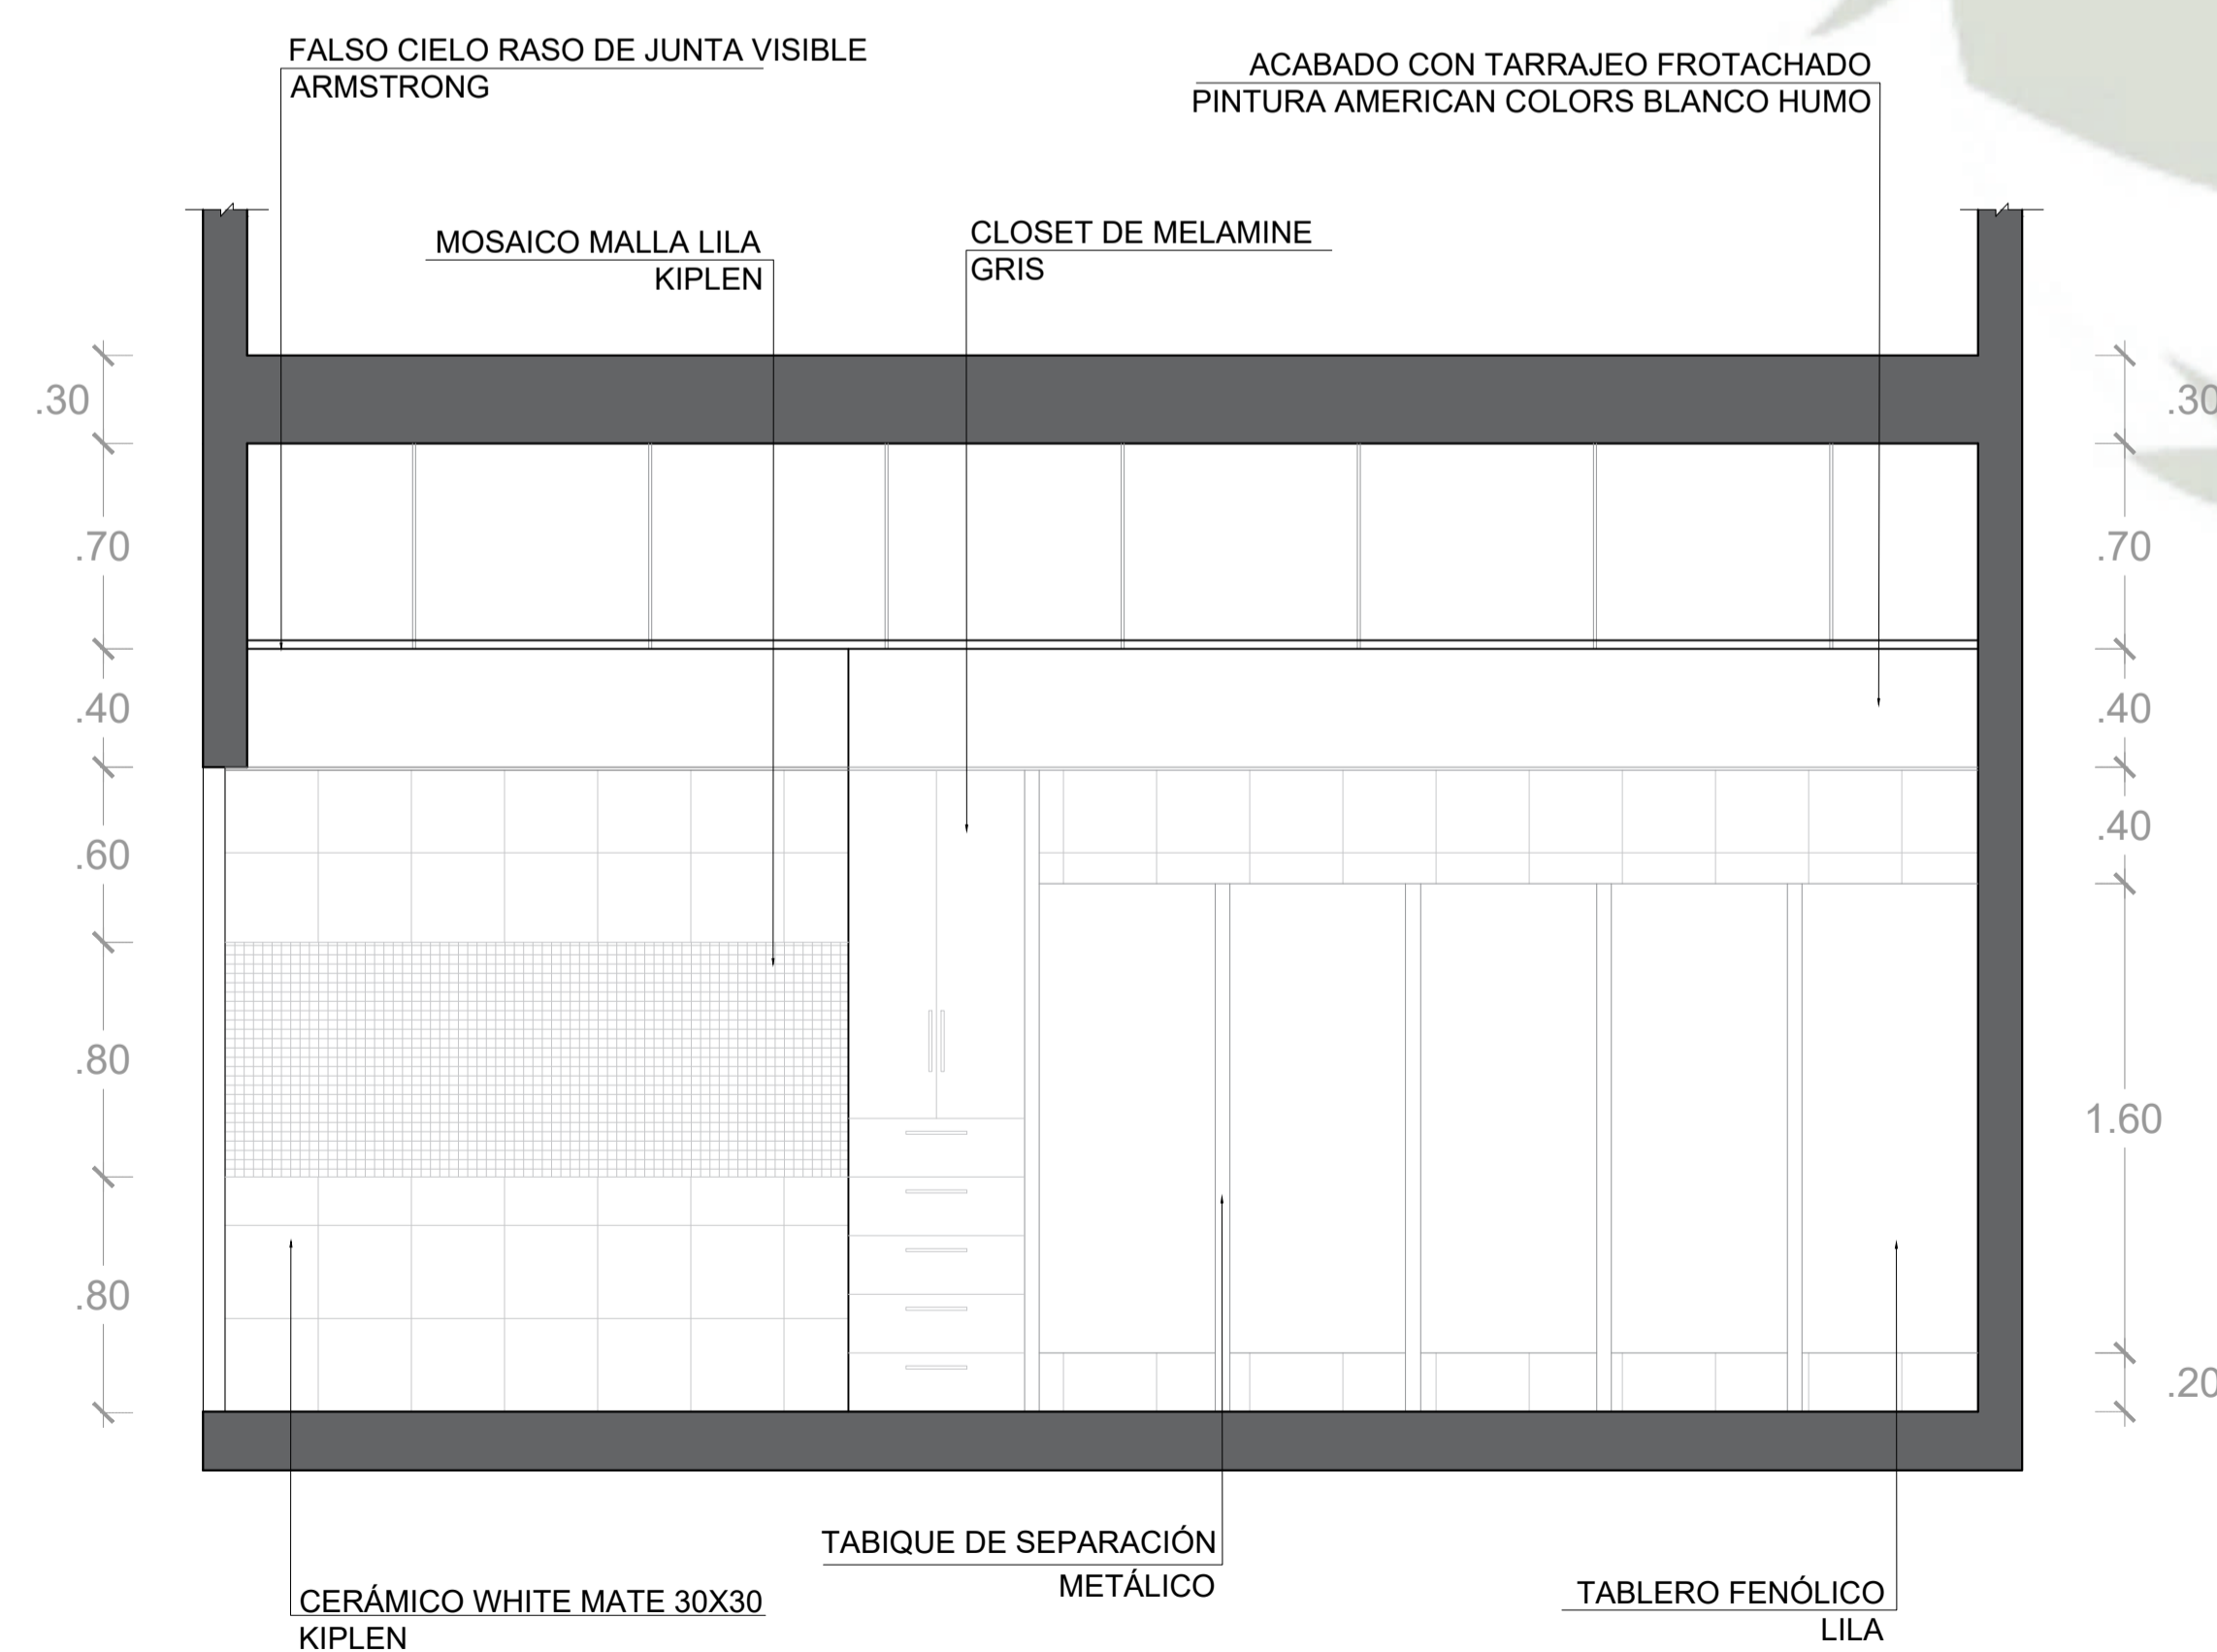 FALSO CIELO RASO DE JUNTA VISIBLE
ARMSTRONG
ACABADO CON TARRAJEO FROTACHADO
PINTURA AMERICAN COLORS BLANCO HUMO
MOSAICO MALLA LILA
KIPLEN
CLOSET DE MELAMINE
GRIS
.30
.70
.40
.60
.80
.80
.30
.70
.40
.40
1.60
.20
TABIQUE DE SEPARACIÓN
METÁLICO
CERÁMICO WHITE MATE 30X30
KIPLEN
TABLERO FENÓLICO
LILA